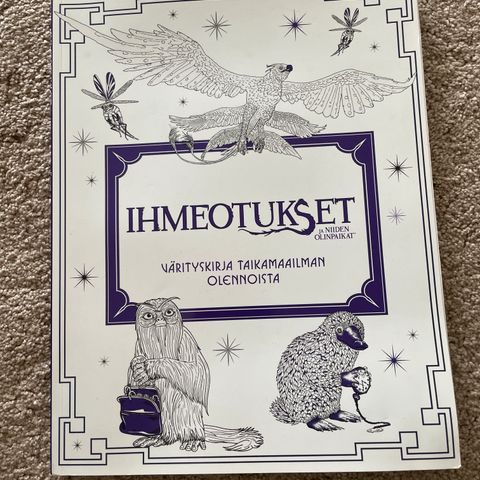 IHMEOTUKSET
JA NIIDEN
OLINPAIKAT
VÄRITYSKIRJA TAIKAMAAILMAN
OLENNOISTA